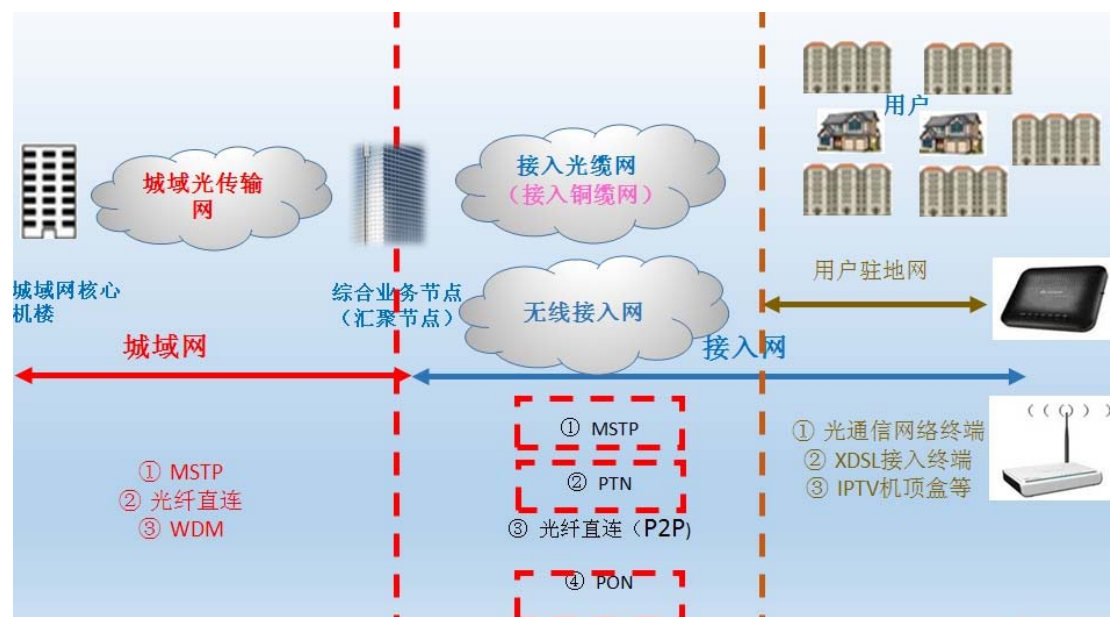 用户
城域光传输
网
接入光缆网
（接入铜缆网）
用户驻地网
城域网核心
机楼
综合业务节点
（汇聚节点）
无线接入网
城域网
接入网
① MSTP
② 光纤直连
③ WDM
① MSTP
② PTN
③ 光纤直连（P2P)
④ PON
① 光通信网络终端
② XDSL接入终端
③ IPTV机顶盒等